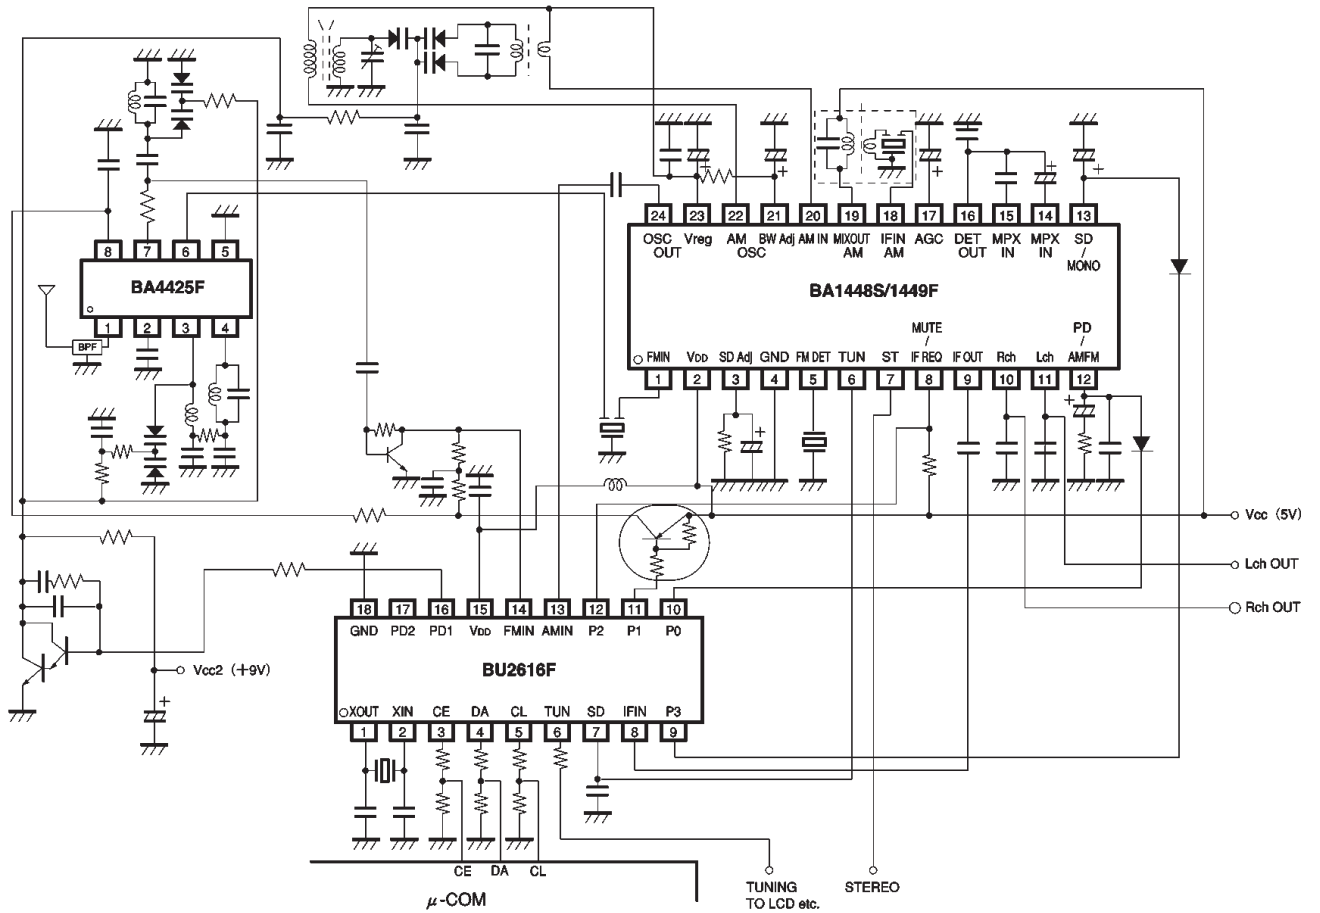 24 23 22 21 20 19 18 17 16 15 14 13
OSC OUT Vreg AM OSC BW Adj AM IN MIXOUT AM IFIN AM AGC DET OUT MPX IN MPX IN SD / MONO
BA1448S/1449F
MUTE / IF REQ
PD / AMFM
FMIN VDD SD Adj GND FM DET TUN ST IF OUT Rch Lch
1 2 3 4 5 6 7 8 9 10 11 12
8 7 6 5
BA4425F
1 2 3 4
BPF
Vcc (5V)
Lch OUT
Rch OUT
Vcc2 (+9V)
18 17 16 15 14 13 12 11 10
GND PD2 PD1 VDD FMIN AMIN P2 P1 P0
BU2616F
XOUT XIN CE DA CL TUN SD IFIN P3
1 2 3 4 5 6 7 8 9
CE DA CL
μ-COM
TUNING
TO LCD etc.
STEREO
+
+
+
+
+
+
+
+